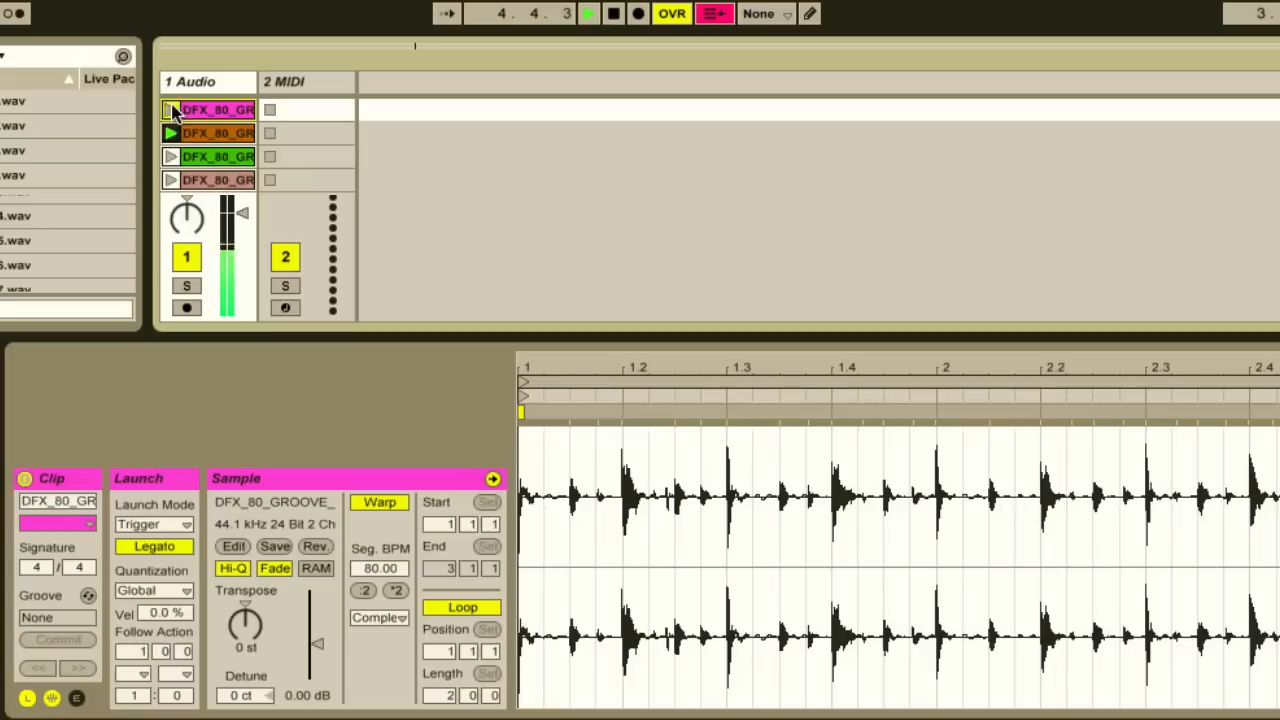 4. 4. 3 OVR None 3.
Live Pac
.wav
.wav
.wav
.wav
4.wav
5.wav
6.wav
7.wav
1 Audio 2 MIDI
DFX_80_GR
DFX_80_GR
DFX_80_GR
DFX_80_GR
1 2
S S
1 1.2 1.3 1.4 2 2.2 2.3 2.4
Clip
DFX_80_GR
Signature
4 / 4
Groove
None
Commit
<< >>
L E
Launch
Launch Mode
Trigger
Legato
Quantization
Global
Vel 0.0 %
Follow Action
1 0 0
1 : 0
Sample
DFX_80_GROOVE_
44.1 kHz 24 Bit 2 Ch
Edit Save Rev.
Hi-Q Fade RAM
Transpose
0 st
Detune
0 ct 0.00 dB
Warp
Seg. BPM
80.00
:2 *2
Comple
Start Set
1 1 1
End Set
3 1 1
Loop
Position Set
1 1 1
Length Set
2 0 0